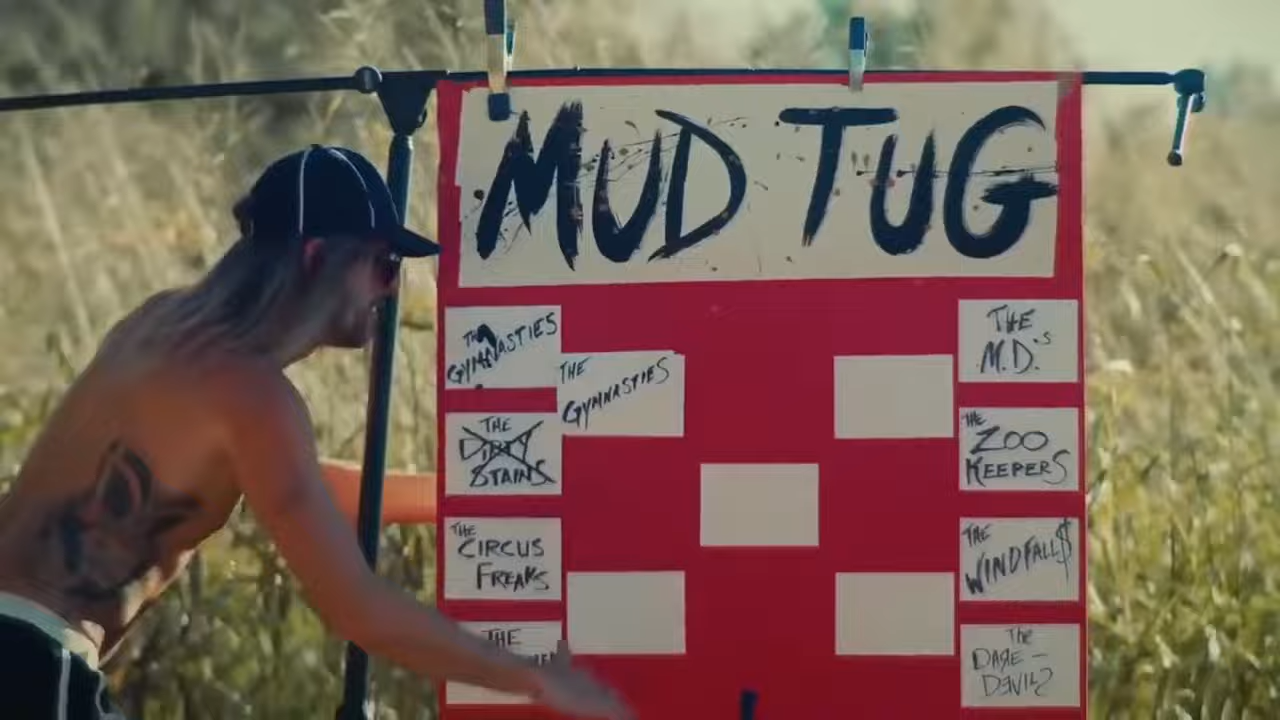 MUD TUG
THE
GYMNASTIES
THE
GYMNASTIES
THE
DIRTY
STAINS
THE
CIRCUS
FREAKS
THE
THE
M.D.'s
THE
ZOO
KEEPERS
THE
WINDFALL$
The
DARE-
DEVILS